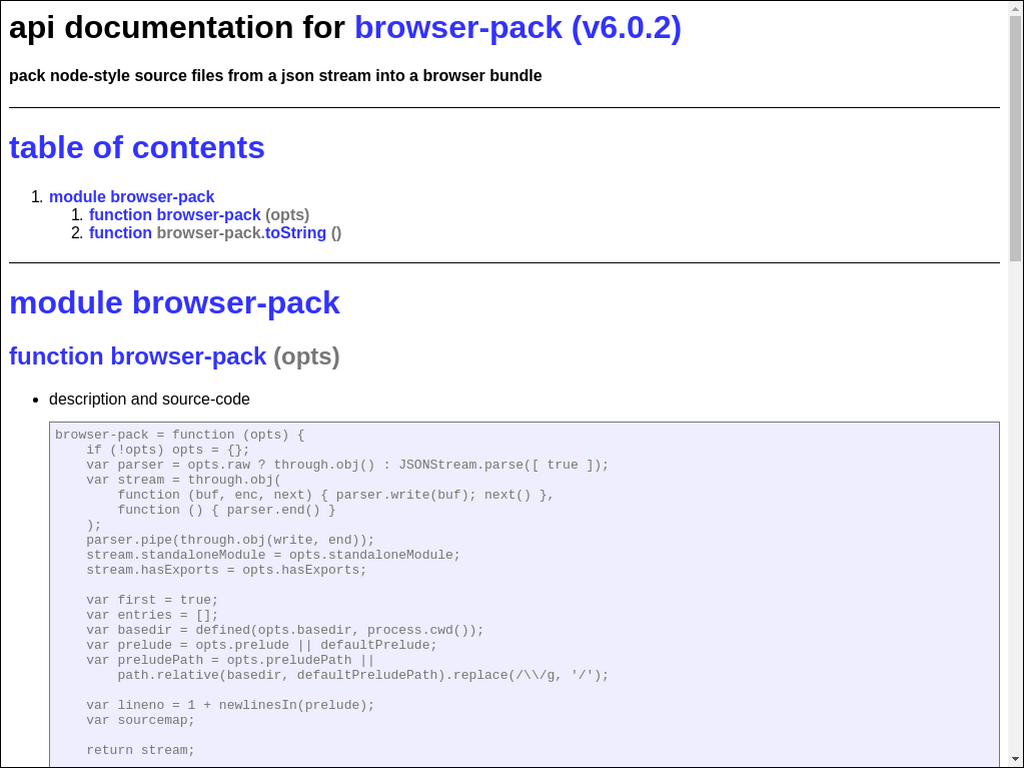 api documentation for browser-pack (v6.0.2)
pack node-style source files from a json stream into a browser bundle
table of contents
1. module browser-pack
1. function browser-pack (opts)
2. function browser-pack.toString ()
module browser-pack
function browser-pack (opts)
• description and source-code
browser-pack = function (opts) {
    if (!opts) opts = {};
    var parser = opts.raw ? through.obj() : JSONStream.parse([ true ]);
    var stream = through.obj(
        function (buf, enc, next) { parser.write(buf); next() },
        function () { parser.end() }
    );
    parser.pipe(through.obj(write, end));
    stream.standaloneModule = opts.standaloneModule;
    stream.hasExports = opts.hasExports;

    var first = true;
    var entries = [];
    var basedir = defined(opts.basedir, process.cwd());
    var prelude = opts.prelude || defaultPrelude;
    var preludePath = opts.preludePath ||
        path.relative(basedir, defaultPreludePath).replace(/\\/g, '/');

    var lineno = 1 + newlinesIn(prelude);
    var sourcemap;

    return stream;